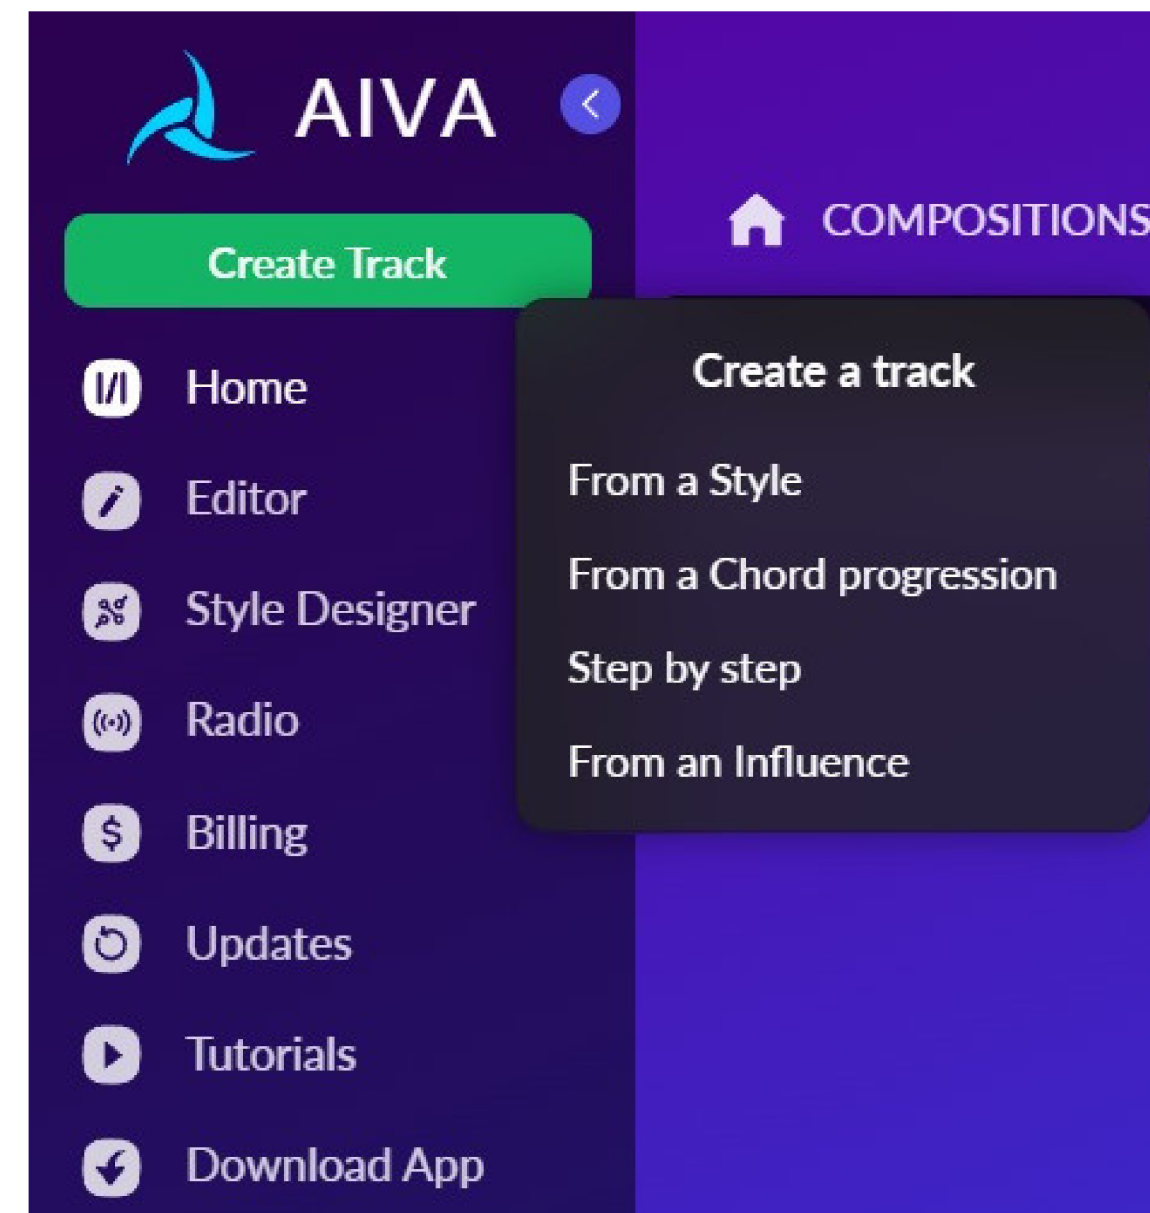 AIVA
Create Track
COMPOSITIONS
Home
Editor
Style Designer
Radio
Billing
Updates
Tutorials
Download App
Create a track
From a Style
From a Chord progression
Step by step
From an Influence